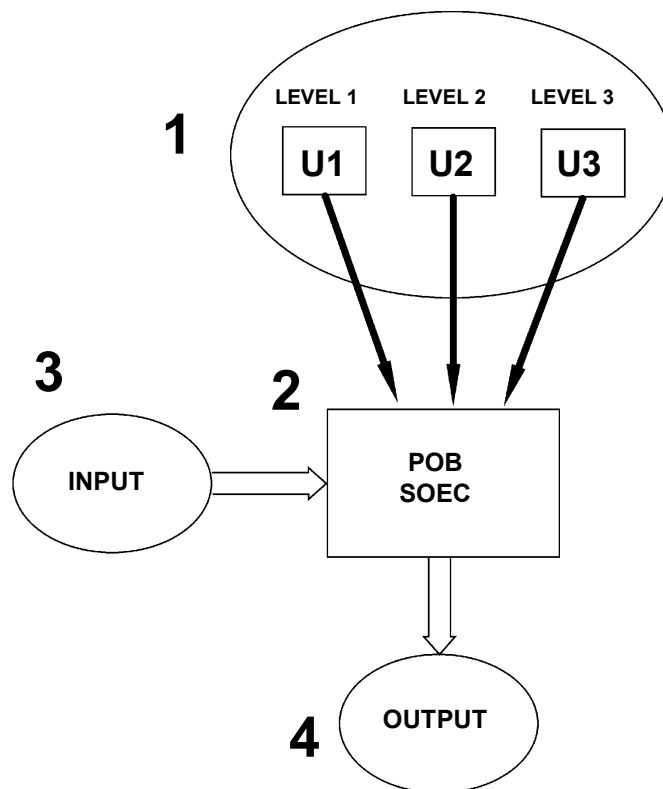 LEVEL 1 LEVEL 2 LEVEL 3
1
U1 U2 U3
3
2
INPUT
POB
SOEC
4
OUTPUT